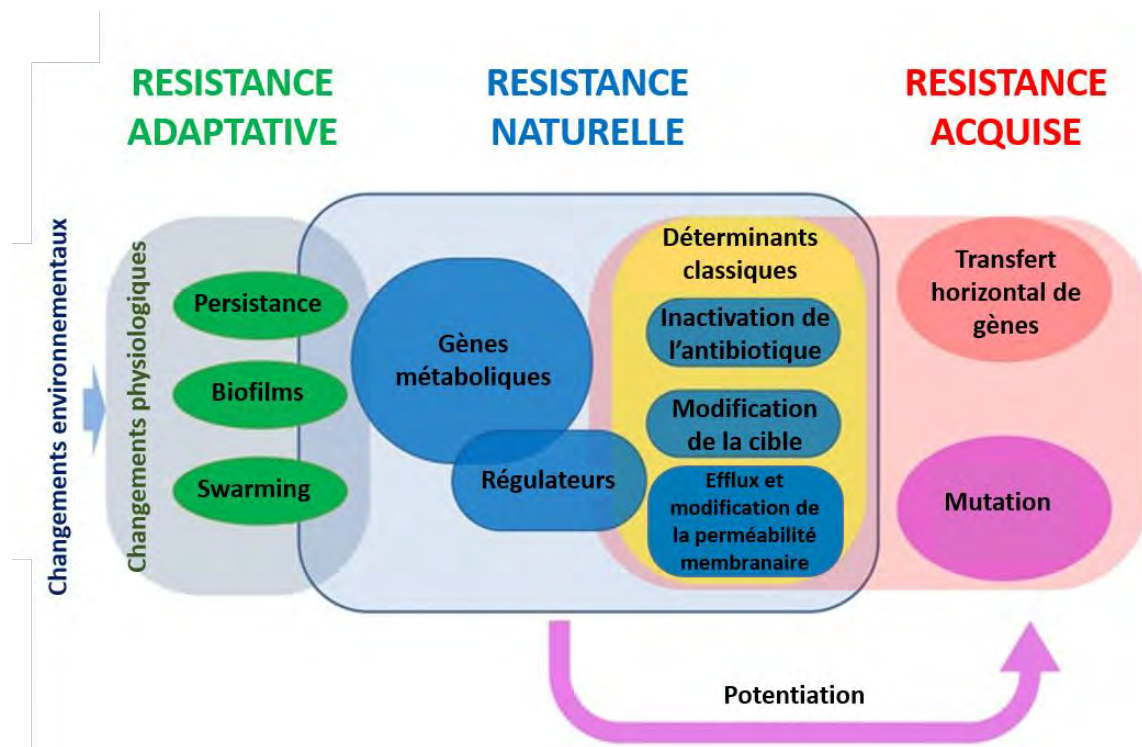 RESISTANCE
ADAPTATIVE
RESISTANCE
NATURELLE
RESISTANCE
ACQUISE
Changements environnementaux
Changements physiologiques
Persistance
Biofilms
Swarming
Gènes
métaboliques
Régulateurs
Déterminants
classiques
Inactivation de
l'antibiotique
Modification
de la cible
Efflux et
modification de
la perméabilité
membranaire
Transfert
horizontal de
gènes
Mutation
Potentiation